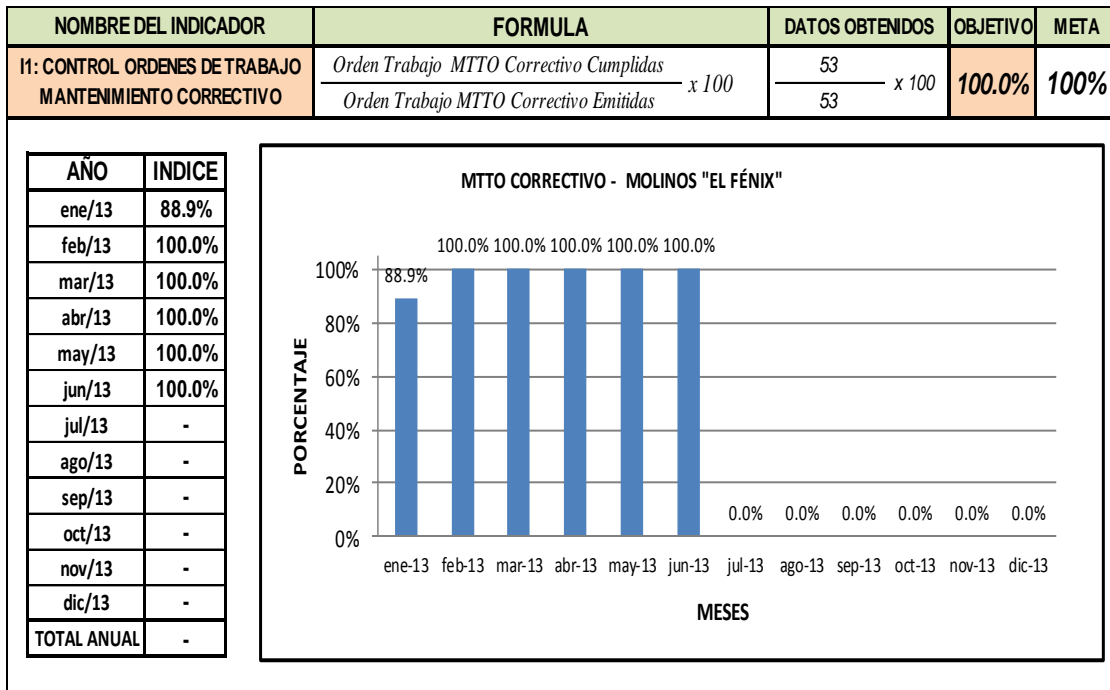 NOMBRE DEL INDICADOR FORMULA DATOS OBTENIDOS OBJETIVO META
I1: CONTROL ORDENES DE TRABAJO MANTENIMIENTO CORRECTIVO
Orden Trabajo MTTO Correctivo Cumplidas
Orden Trabajo MTTO Correctivo Emitidas
x 100
53
53
x 100
100.0%
100%
AÑO INDICE
ene/13 88.9%
feb/13 100.0%
mar/13 100.0%
abr/13 100.0%
may/13 100.0%
jun/13 100.0%
jul/13 -
ago/13 -
sep/13 -
oct/13 -
nov/13 -
dic/13 -
TOTAL ANUAL -
MTTO CORRECTIVO - MOLINOS "EL FÉNIX"
PORCENTAJE
100%
80%
60%
40%
20%
0%
88.9% 100.0% 100.0% 100.0% 100.0% 100.0% 0.0% 0.0% 0.0% 0.0% 0.0% 0.0%
ene-13 feb-13 mar-13 abr-13 may-13 jun-13 jul-13 ago-13 sep-13 oct-13 nov-13 dic-13
MESES